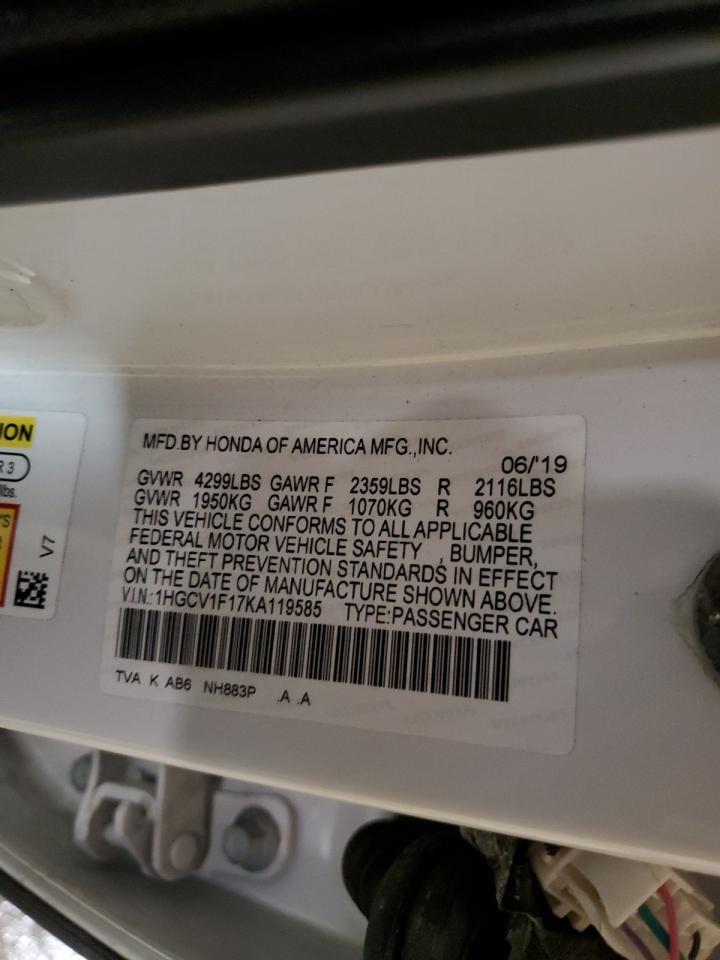 MFD.BY HONDA OF AMERICA MFG.,INC.
06/'19
GVWR 4299LBS GAWR F 2359LBS R 2116LBS
GVWR 1950KG GAWR F 1070KG R 960KG
THIS VEHICLE CONFORMS TO ALL APPLICABLE
FEDERAL MOTOR VEHICLE SAFETY , BUMPER,
AND THEFT PREVENTION STANDARDS IN EFFECT
ON THE DATE OF MANUFACTURE SHOWN ABOVE.
V.I.N.:1HGCV1F17KA119585 TYPE:PASSENGER CAR
TVA K AB6 NH883P .A .A
ION
R 3
lbs.
'S
V7